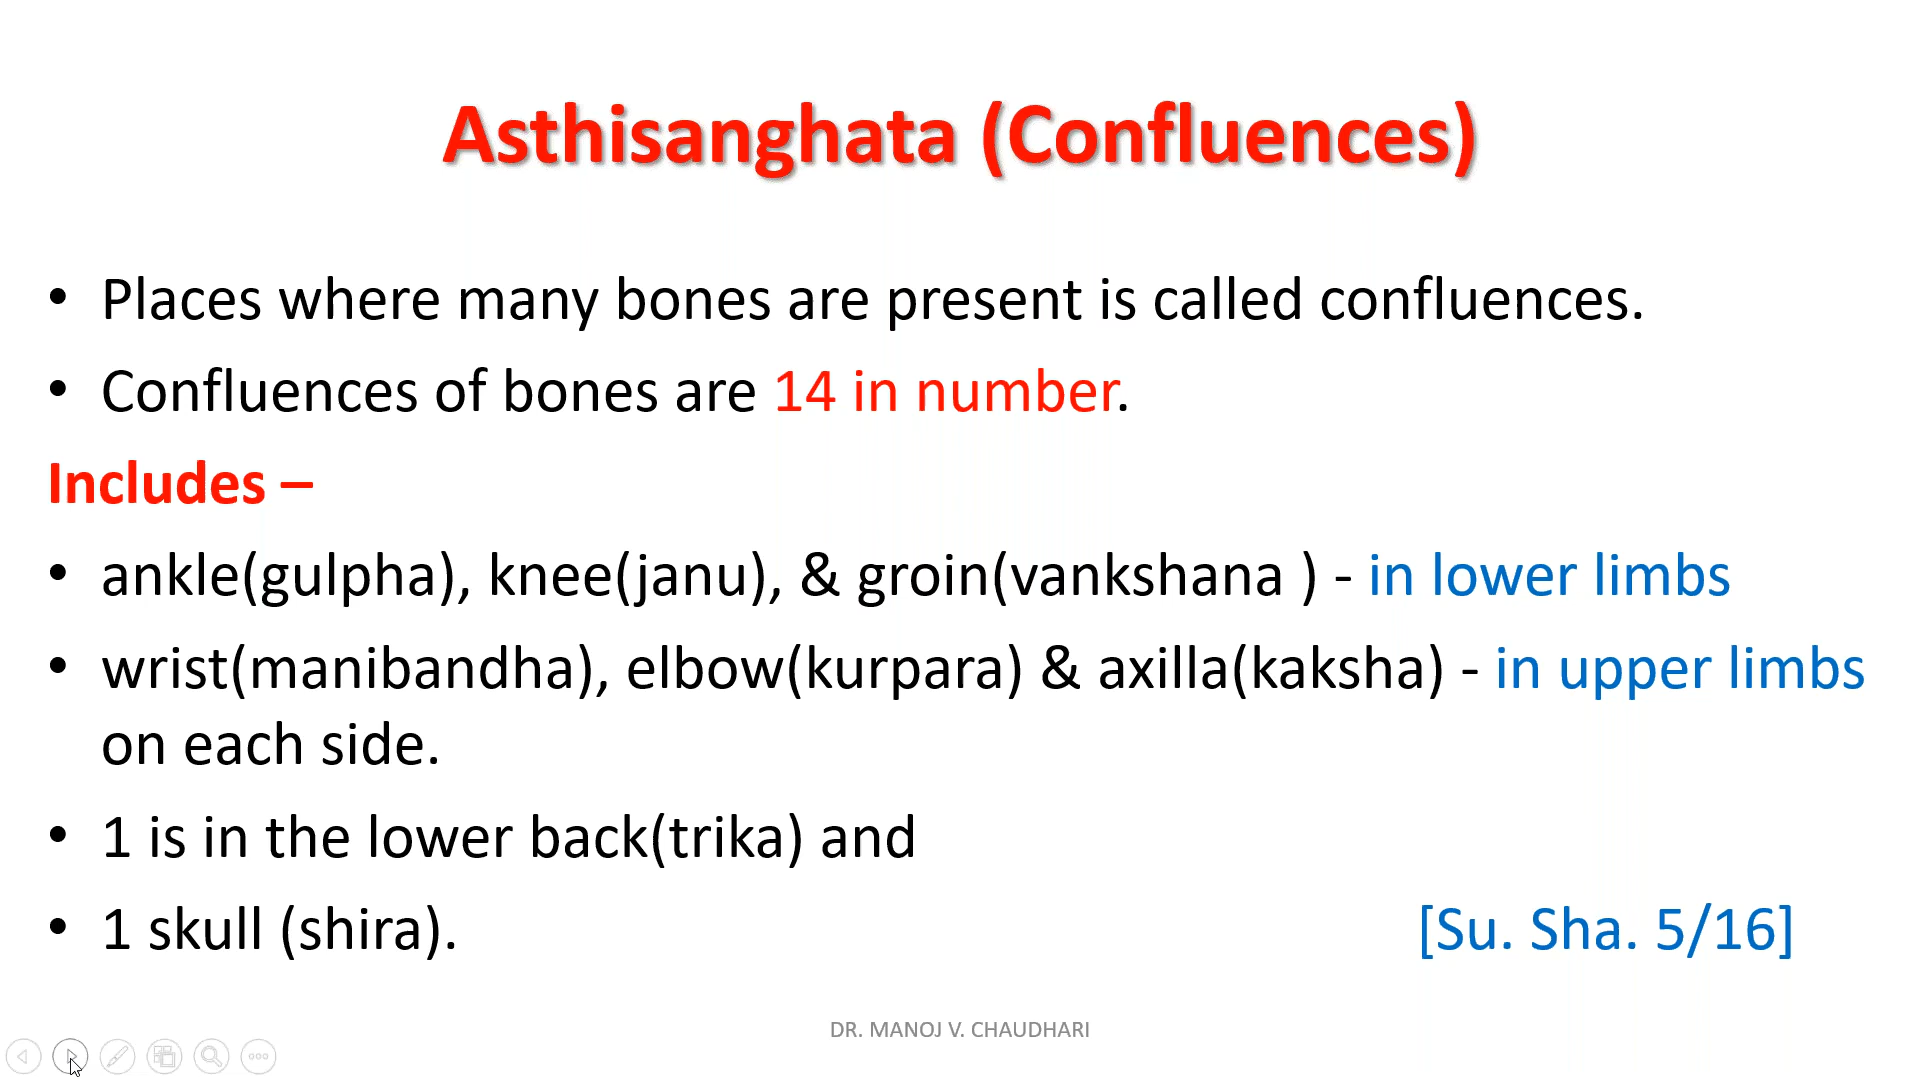 Asthisanghata (Confluences)
• Places where many bones are present is called confluences.
• Confluences of bones are 14 in number.
Includes –
• ankle(gulpha), knee(janu), & groin(vankshana ) - in lower limbs
• wrist(manibandha), elbow(kurpara) & axilla(kaksha) - in upper limbs
on each side.
• 1 is in the lower back(trika) and
• 1 skull (shira). [Su. Sha. 5/16]
DR. MANOJ V. CHAUDHARI